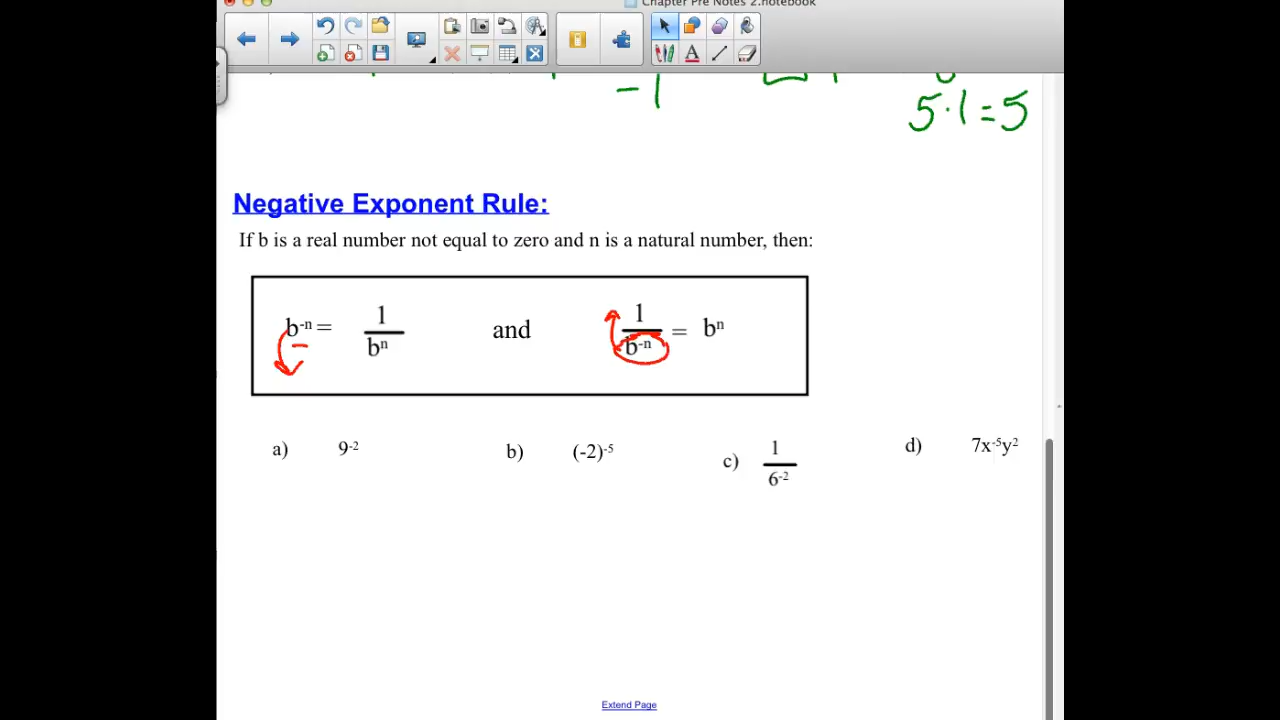 Chapter Pre Notes 2.notebook
-1
5·1=5
Negative Exponent Rule:
If b is a real number not equal to zero and n is a natural number, then:
b⁻ⁿ = 1/bⁿ and 1/b⁻ⁿ = bⁿ
a) 9⁻² b) (-2)⁻⁵ c) 1/6⁻² d) 7x⁻⁵y²
Extend Page